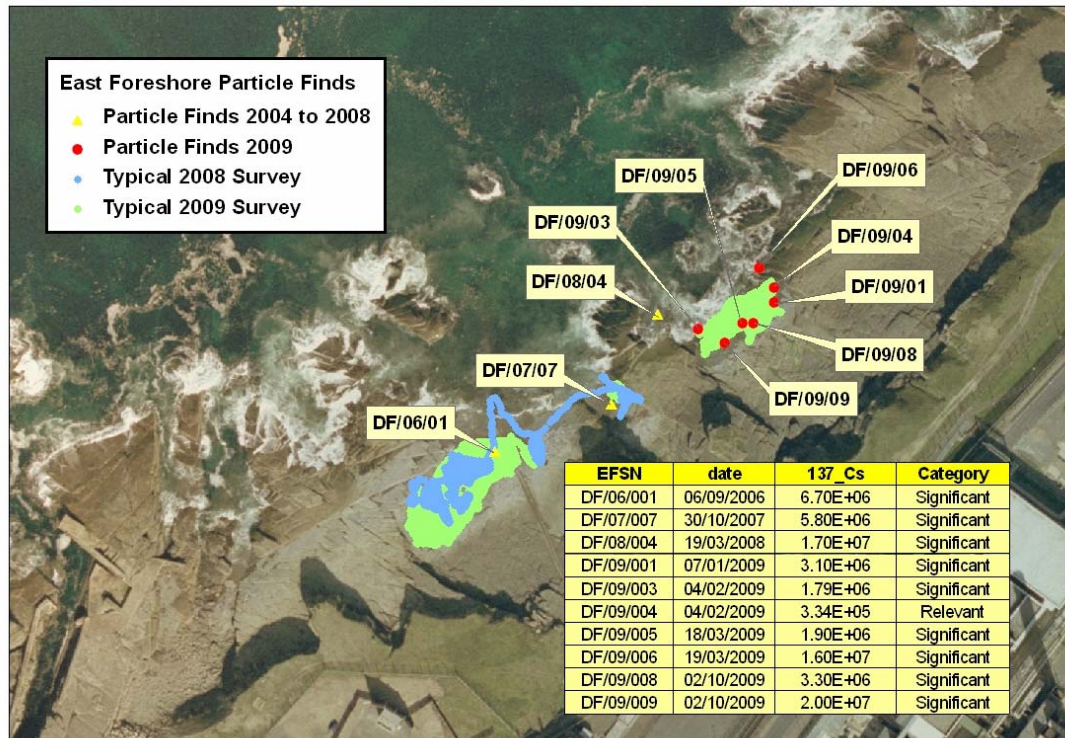 East Foreshore Particle Finds
Particle Finds 2004 to 2008
Particle Finds 2009
Typical 2008 Survey
Typical 2009 Survey
DF/09/05
DF/09/06
DF/09/03
DF/09/04
DF/08/04
DF/09/01
DF/09/08
DF/07/07
DF/09/09
DF/06/01
EFSN date 137_Cs Category
DF/06/001 06/09/2006 6.70E+06 Significant
DF/07/007 30/10/2007 5.80E+06 Significant
DF/08/004 19/03/2008 1.70E+07 Significant
DF/09/001 07/01/2009 3.10E+06 Significant
DF/09/003 04/02/2009 1.79E+06 Significant
DF/09/004 04/02/2009 3.34E+05 Relevant
DF/09/005 18/03/2009 1.90E+06 Significant
DF/09/006 19/03/2009 1.60E+07 Significant
DF/09/008 02/10/2009 3.30E+06 Significant
DF/09/009 02/10/2009 2.00E+07 Significant